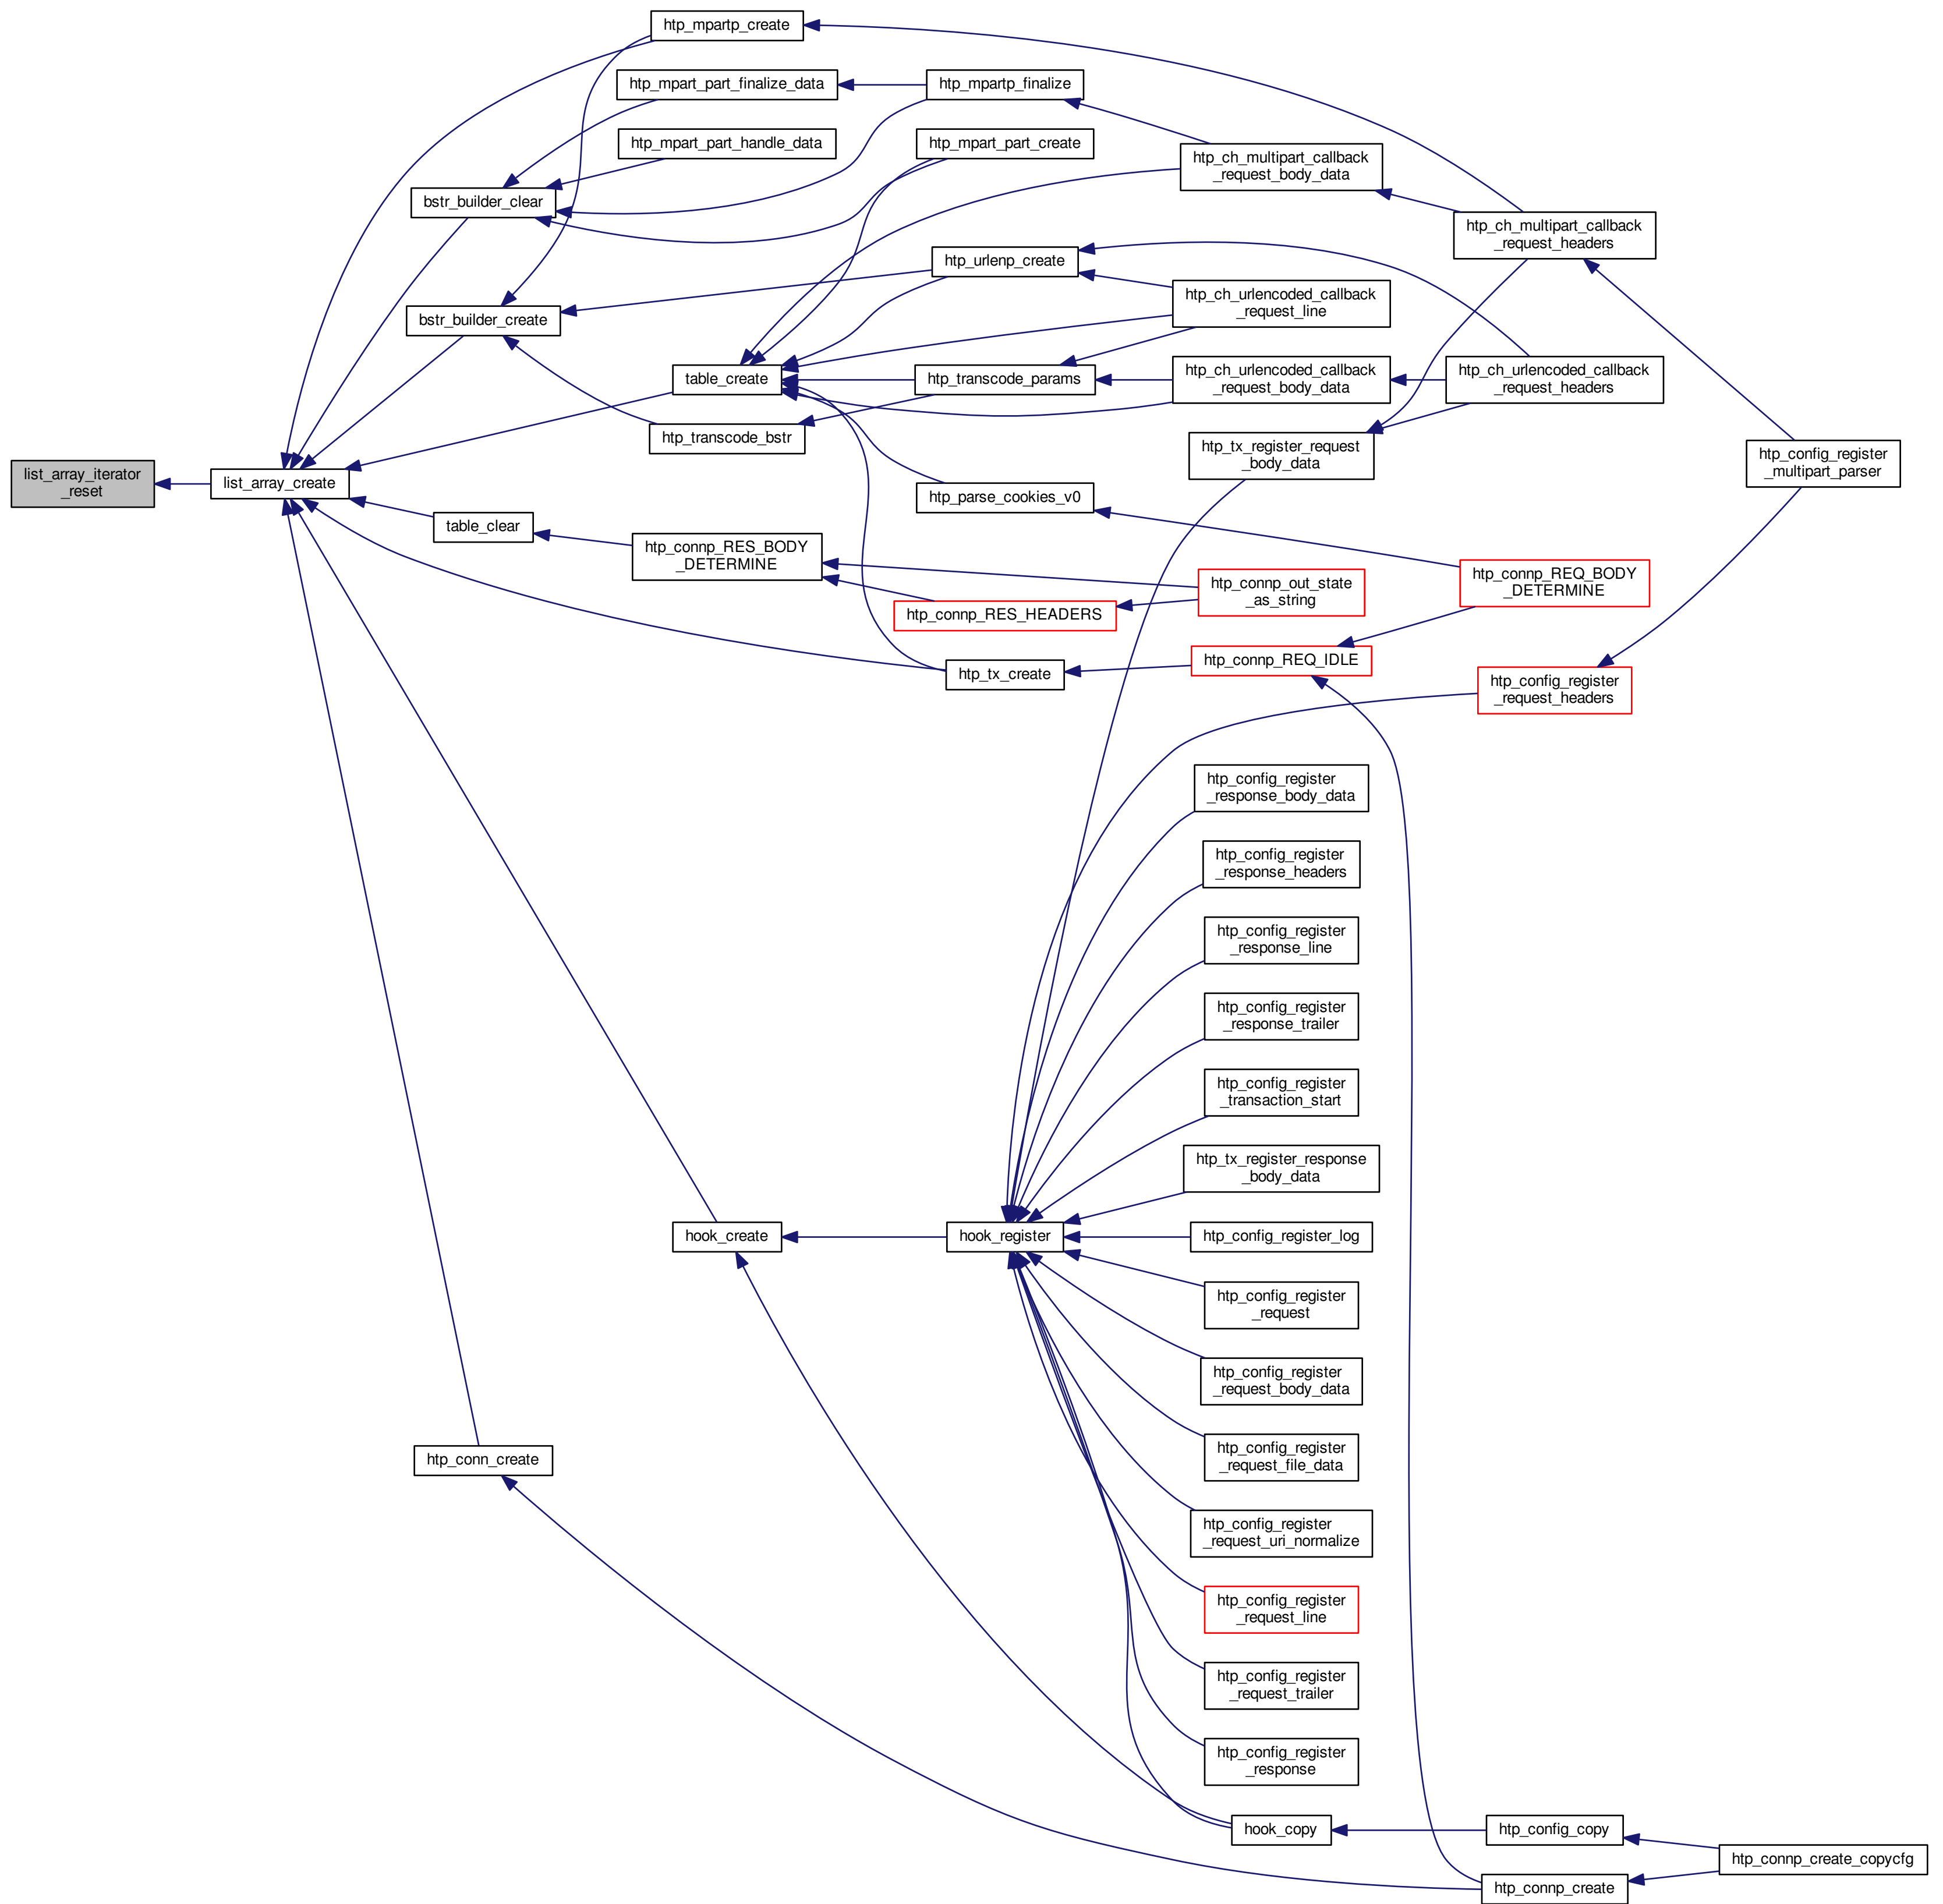 htp_mpartp_create
htp_mpart_part_finalize_data
htp_mpartp_finalize
htp_mpart_part_handle_data
htp_mpart_part_create
htp_ch_multipart_callback
_request_body_data
bstr_builder_clear
htp_ch_multipart_callback
_request_headers
htp_urlenp_create
htp_ch_urlencoded_callback
_request_line
bstr_builder_create
table_create
htp_transcode_params
htp_ch_urlencoded_callback
_request_body_data
htp_ch_urlencoded_callback
_request_headers
htp_transcode_bstr
htp_tx_register_request
_body_data
htp_config_register
_multipart_parser
list_array_iterator
_reset
list_array_create
htp_parse_cookies_v0
table_clear
htp_connp_RES_BODY
_DETERMINE
htp_connp_out_state
_as_string
htp_connp_REQ_BODY
_DETERMINE
htp_connp_RES_HEADERS
htp_connp_REQ_IDLE
htp_tx_create
htp_config_register
_request_headers
htp_config_register
_response_body_data
htp_config_register
_response_headers
htp_config_register
_response_line
htp_config_register
_response_trailer
htp_config_register
_transaction_start
htp_tx_register_response
_body_data
hook_create
hook_register
htp_config_register_log
htp_config_register
_request
htp_config_register
_request_body_data
htp_conn_create
htp_config_register
_request_file_data
htp_config_register
_request_uri_normalize
htp_config_register
_request_line
htp_config_register
_request_trailer
htp_config_register
_response
hook_copy
htp_config_copy
htp_connp_create_copycfg
htp_connp_create